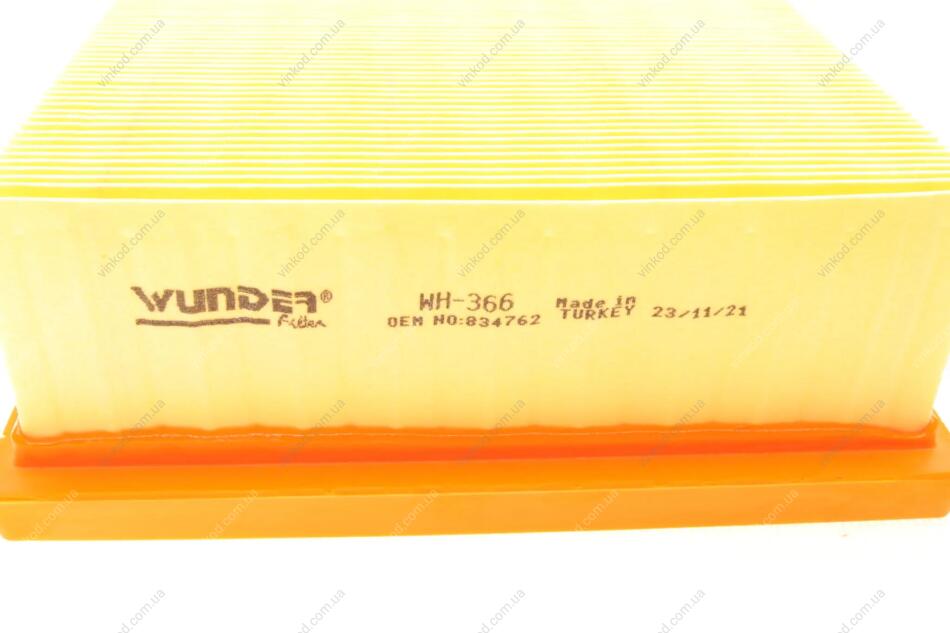 WUNDER® WH-366 Made in
Filter OEM NO:834762 TURKEY 23/11/21
vinkod.com.ua